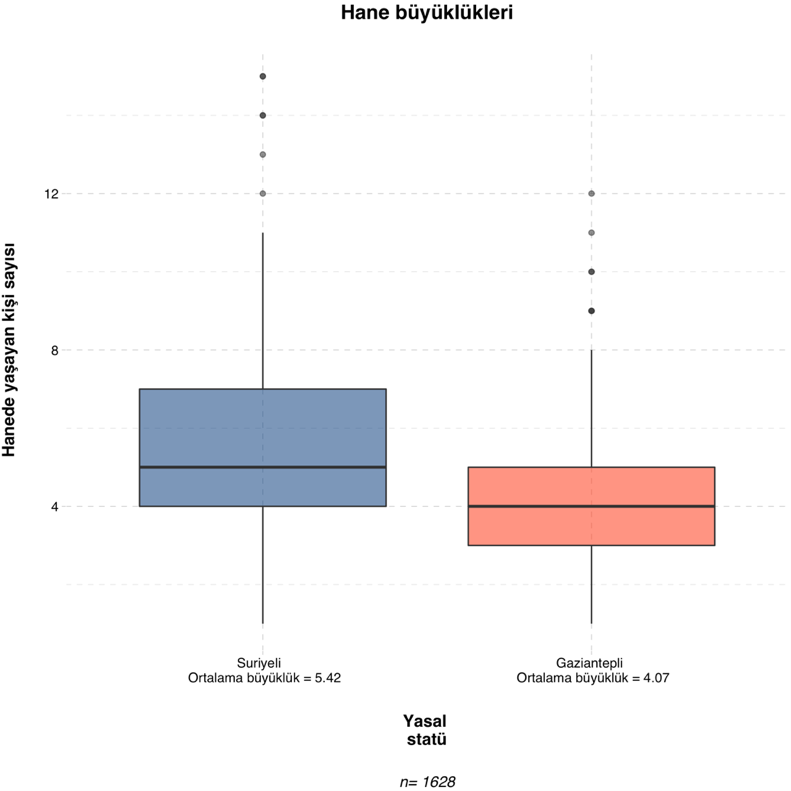 Hane büyüklükleri
Hanede yaşayan kişi sayısı
12
8
4
Suriyeli
Ortalama büyüklük = 5.42
Gaziantepli
Ortalama büyüklük = 4.07
Yasal
statü
n= 1628